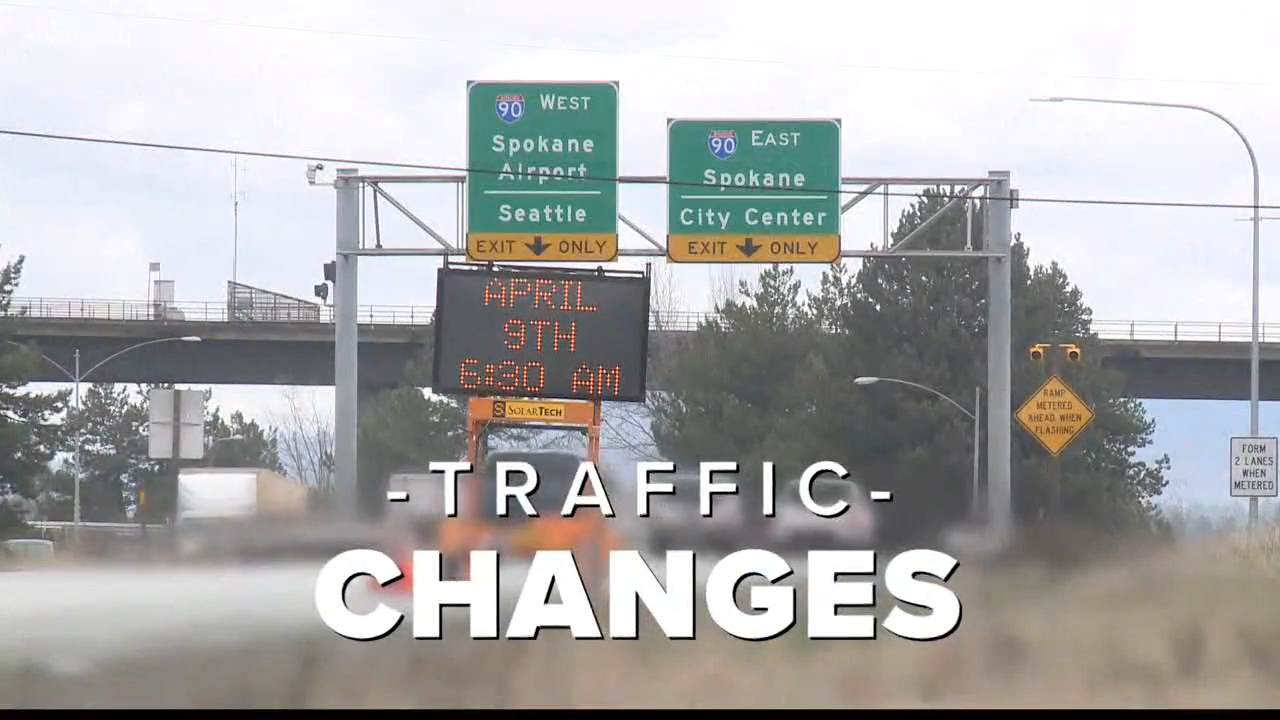 90 WEST
Spokane
Airport
Seattle
EXIT ONLY
90 EAST
Spokane
City Center
EXIT ONLY
APRIL
9TH
6:30 AM
SOLARTECH
RAMP
METERED
AHEAD WHEN
FLASHING
FORM
2 LANES
WHEN
METERED
-TRAFFIC-
CHANGES